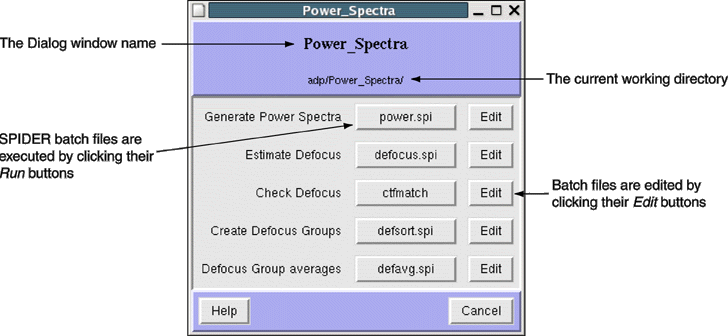 Power_Spectra
The Dialog window name
Power_Spectra
adp/Power_Spectra/
The current working directory
Generate Power Spectra power.spi Edit
SPIDER batch files are
executed by clicking their
Run buttons
Estimate Defocus defocus.spi Edit
Check Defocus ctfmatch Edit
Batch files are edited by
clicking their Edit buttons
Create Defocus Groups defsort.spi Edit
Defocus Group averages defavg.spi Edit
Help Cancel